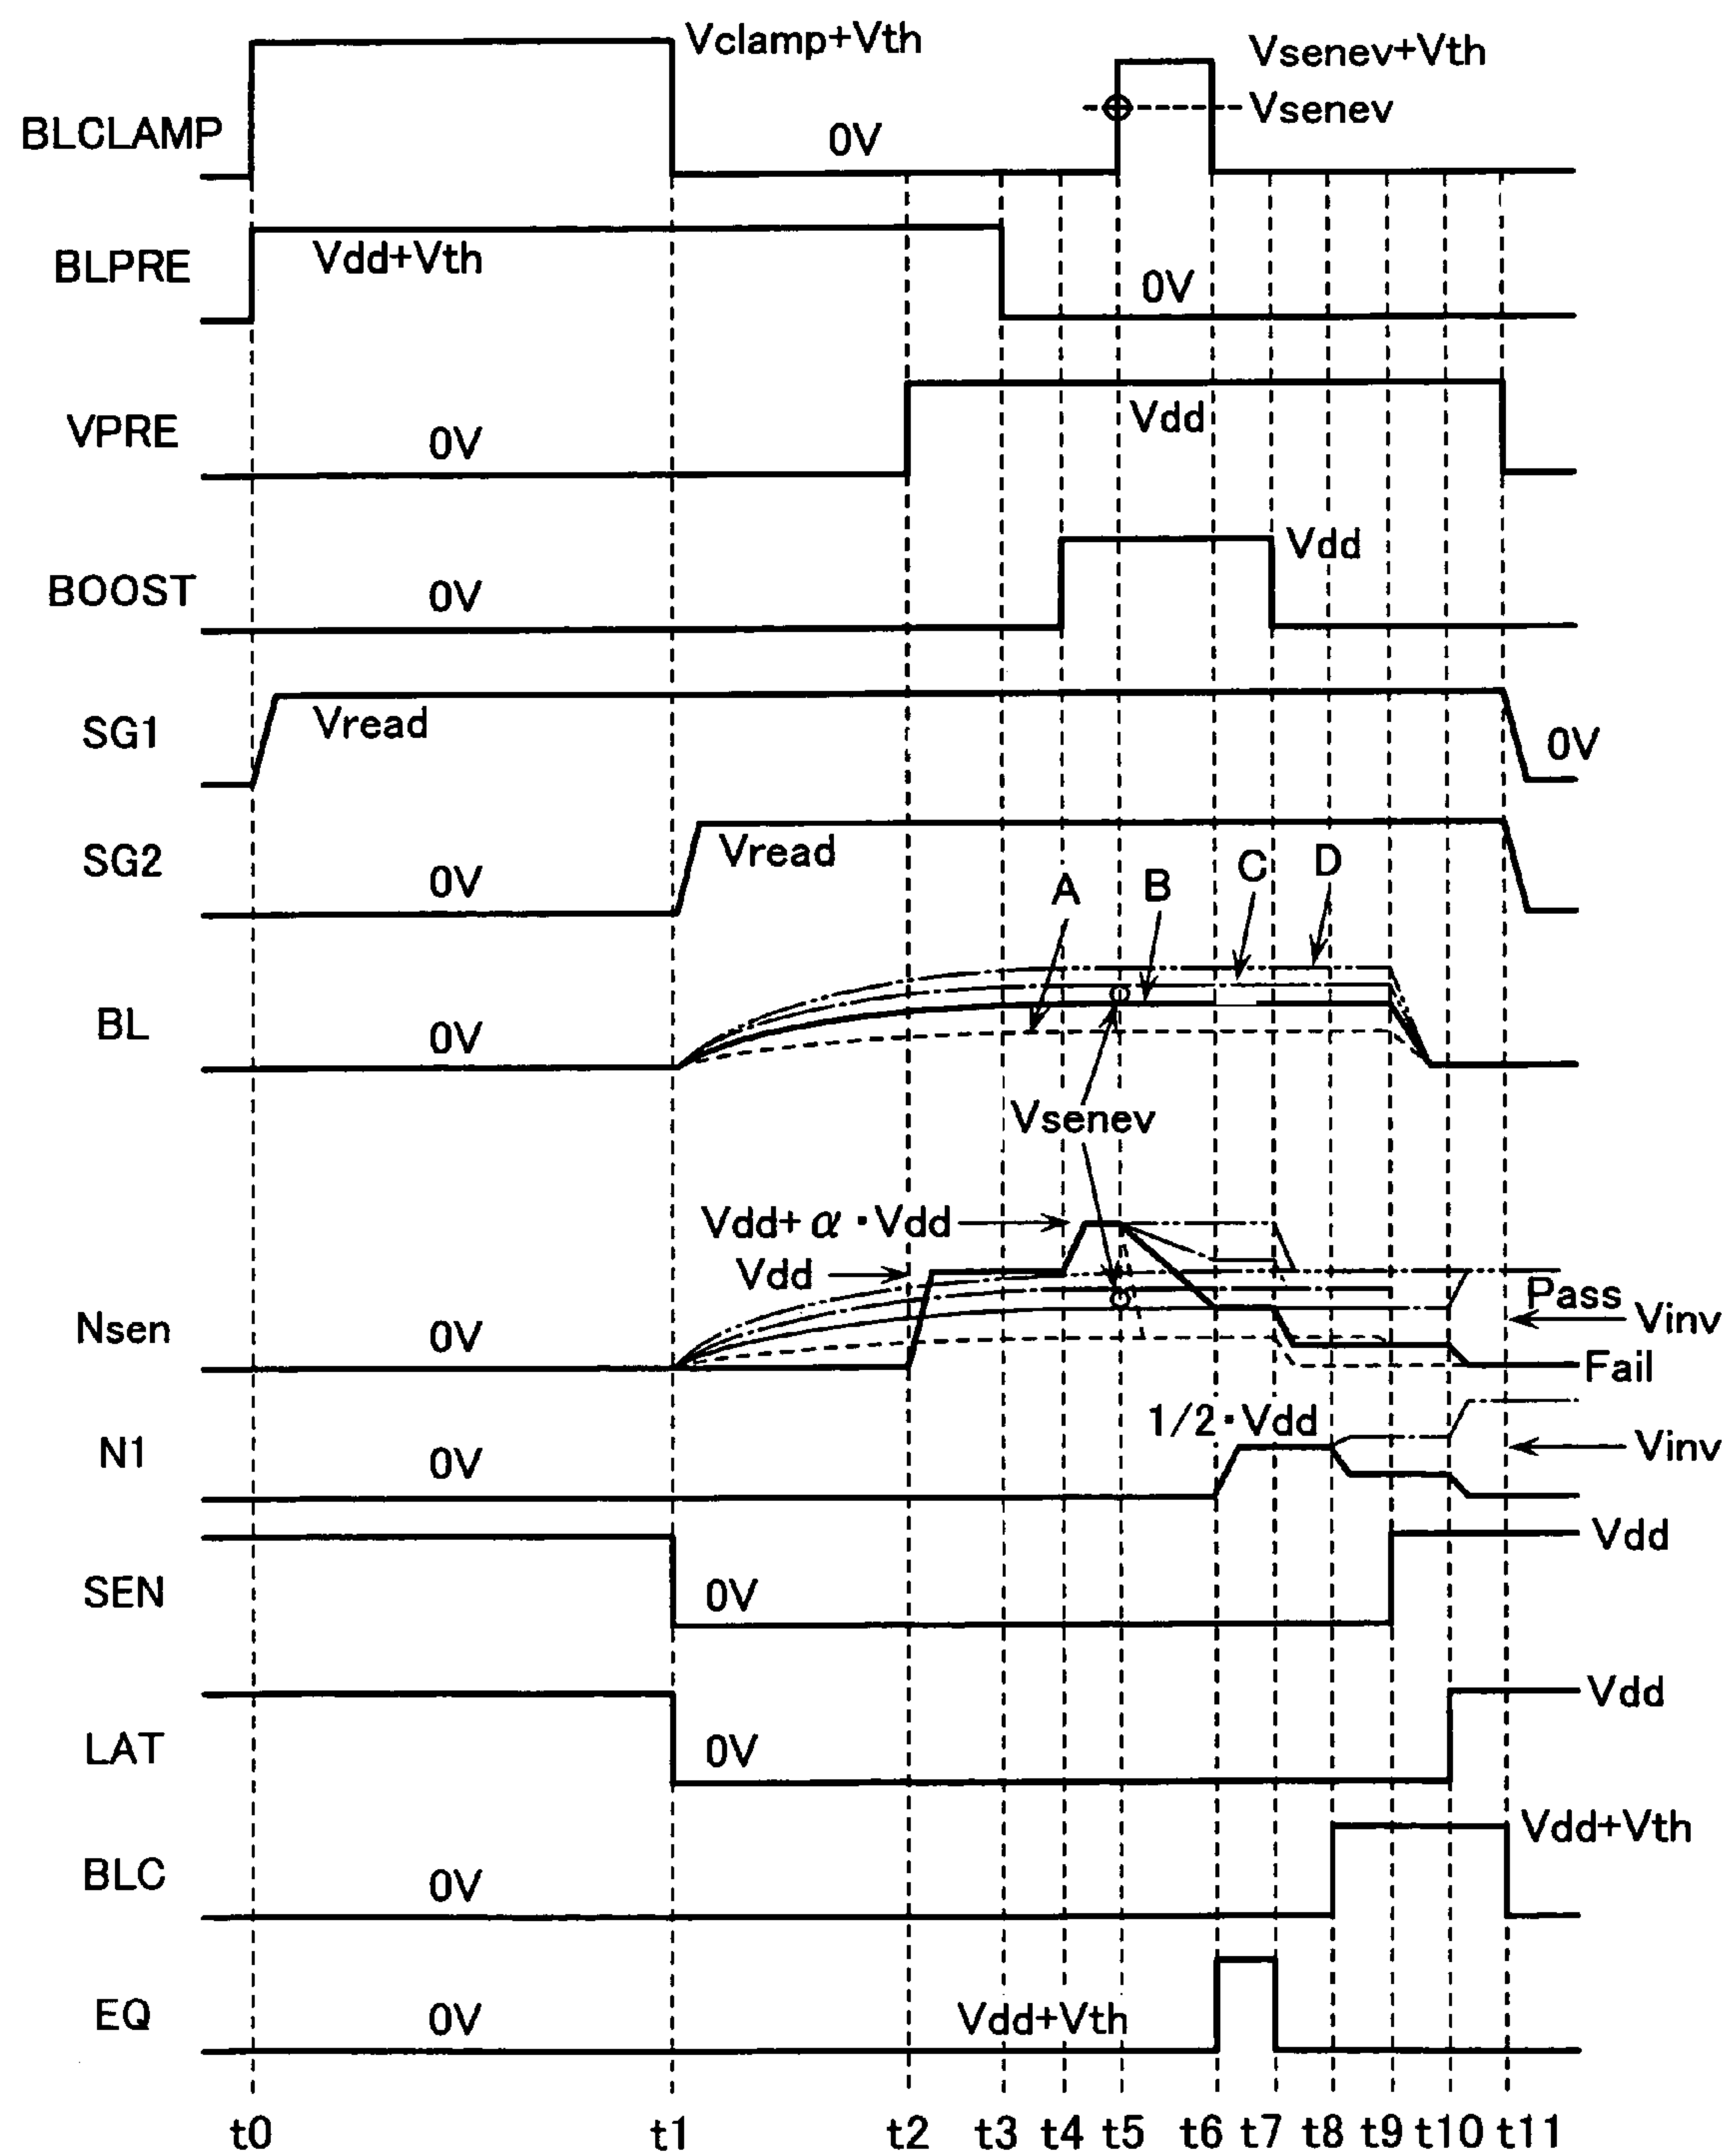 Vclamp+Vth
Vsenev+Vth
Vsenev
BLCLAMP
0V
BLPRE
Vdd+Vth
0V
VPRE
0V
Vdd
BOOST
0V
Vdd
SG1
Vread
0V
SG2
0V
Vread
A
B
C
D
BL
0V
Vsenev
Vdd+α・Vdd
Vdd
Nsen
0V
Pass
Vinv
Fail
N1
0V
1/2・Vdd
Vinv
SEN
0V
Vdd
LAT
0V
Vdd
BLC
0V
Vdd+Vth
EQ
0V
Vdd+Vth
t0 t1 t2 t3 t4 t5 t6 t7 t8 t9 t10 t11